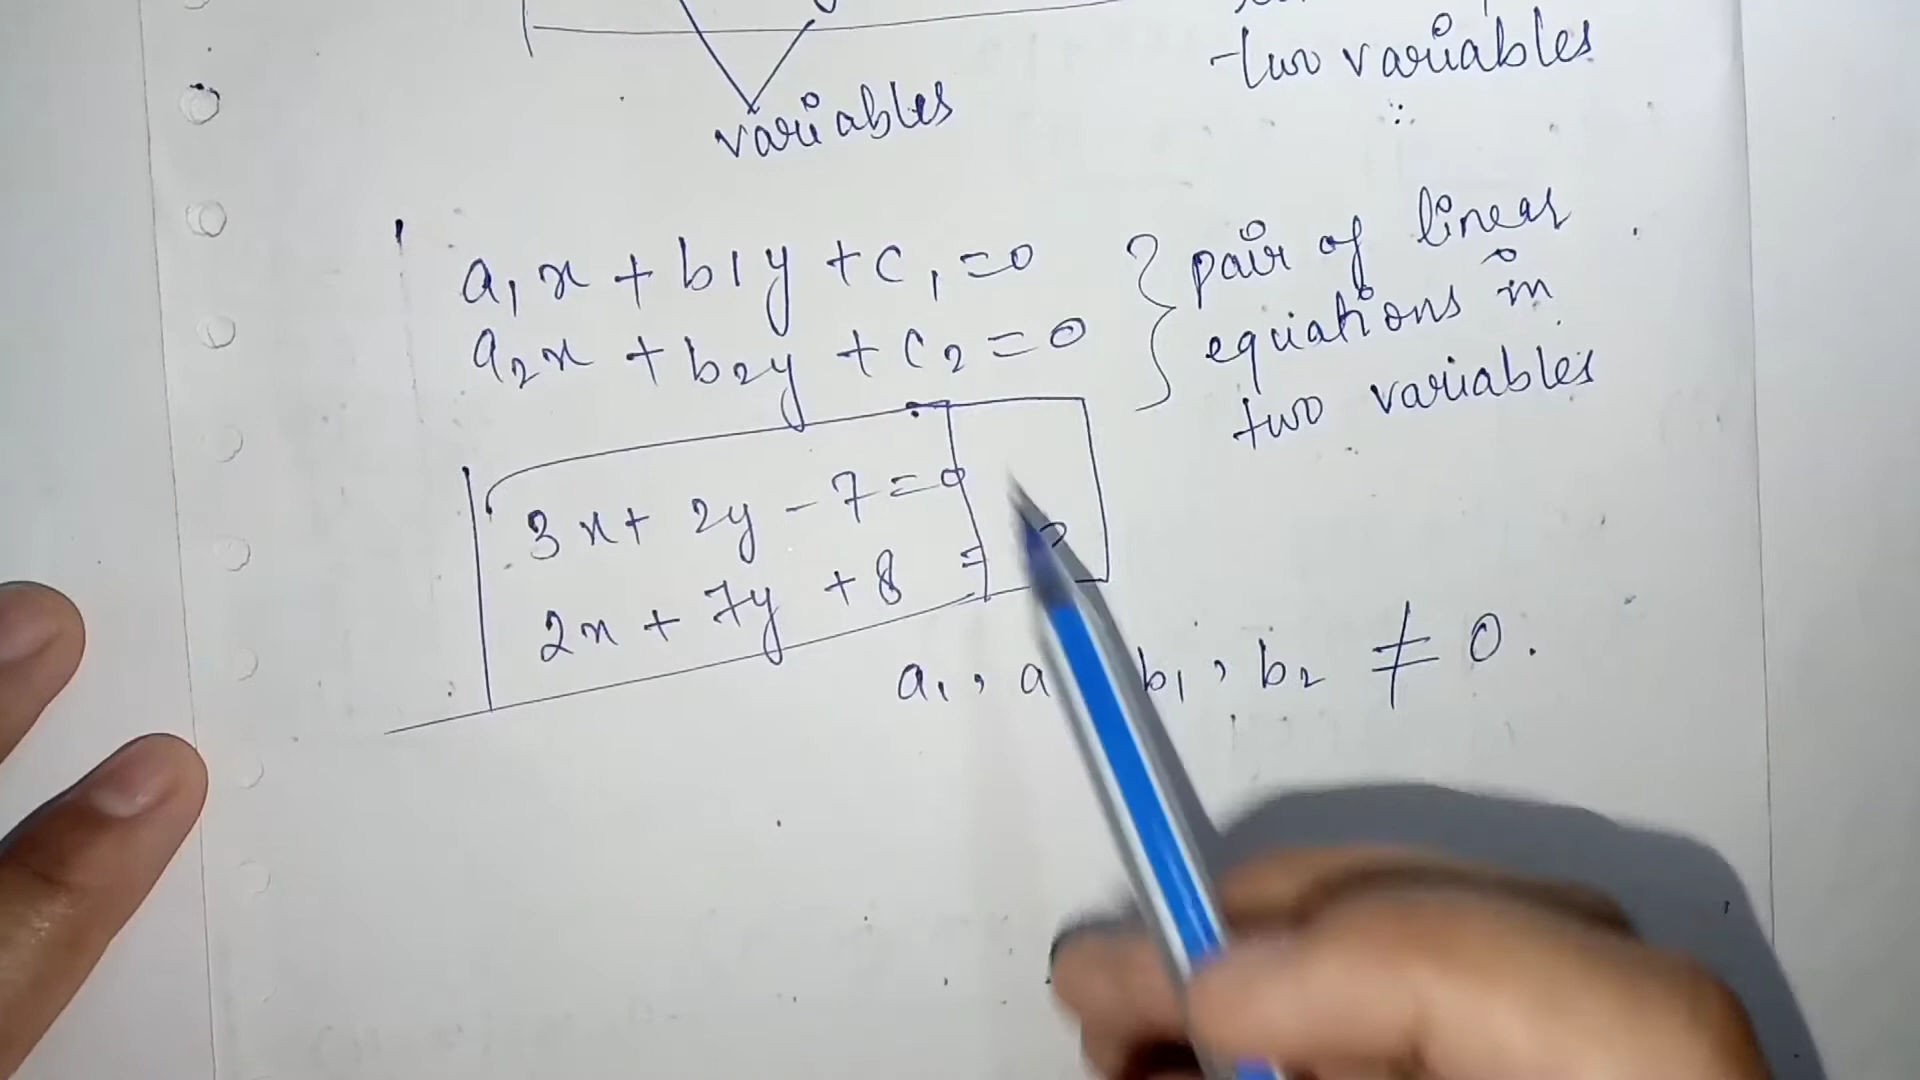 two variables
variables
a₁x + b1y + c₁ = 0
a₂x + b₂y + c₂ = 0
pair of linear
equations in
two variables
3x + 2y - 7 = 0
2x + 7y + 8 =
a₁, a b₁, b₂ ≠ 0.